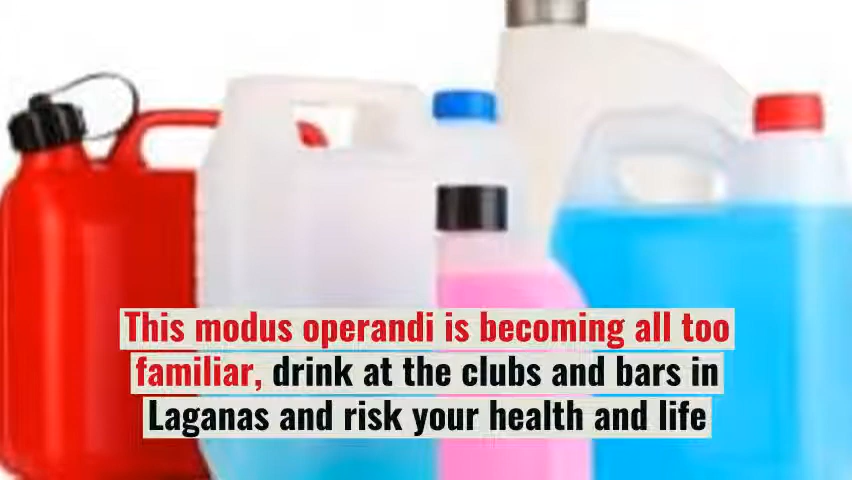 This modus operandi is becoming all too
familiar, drink at the clubs and bars in
Laganas and risk your health and life